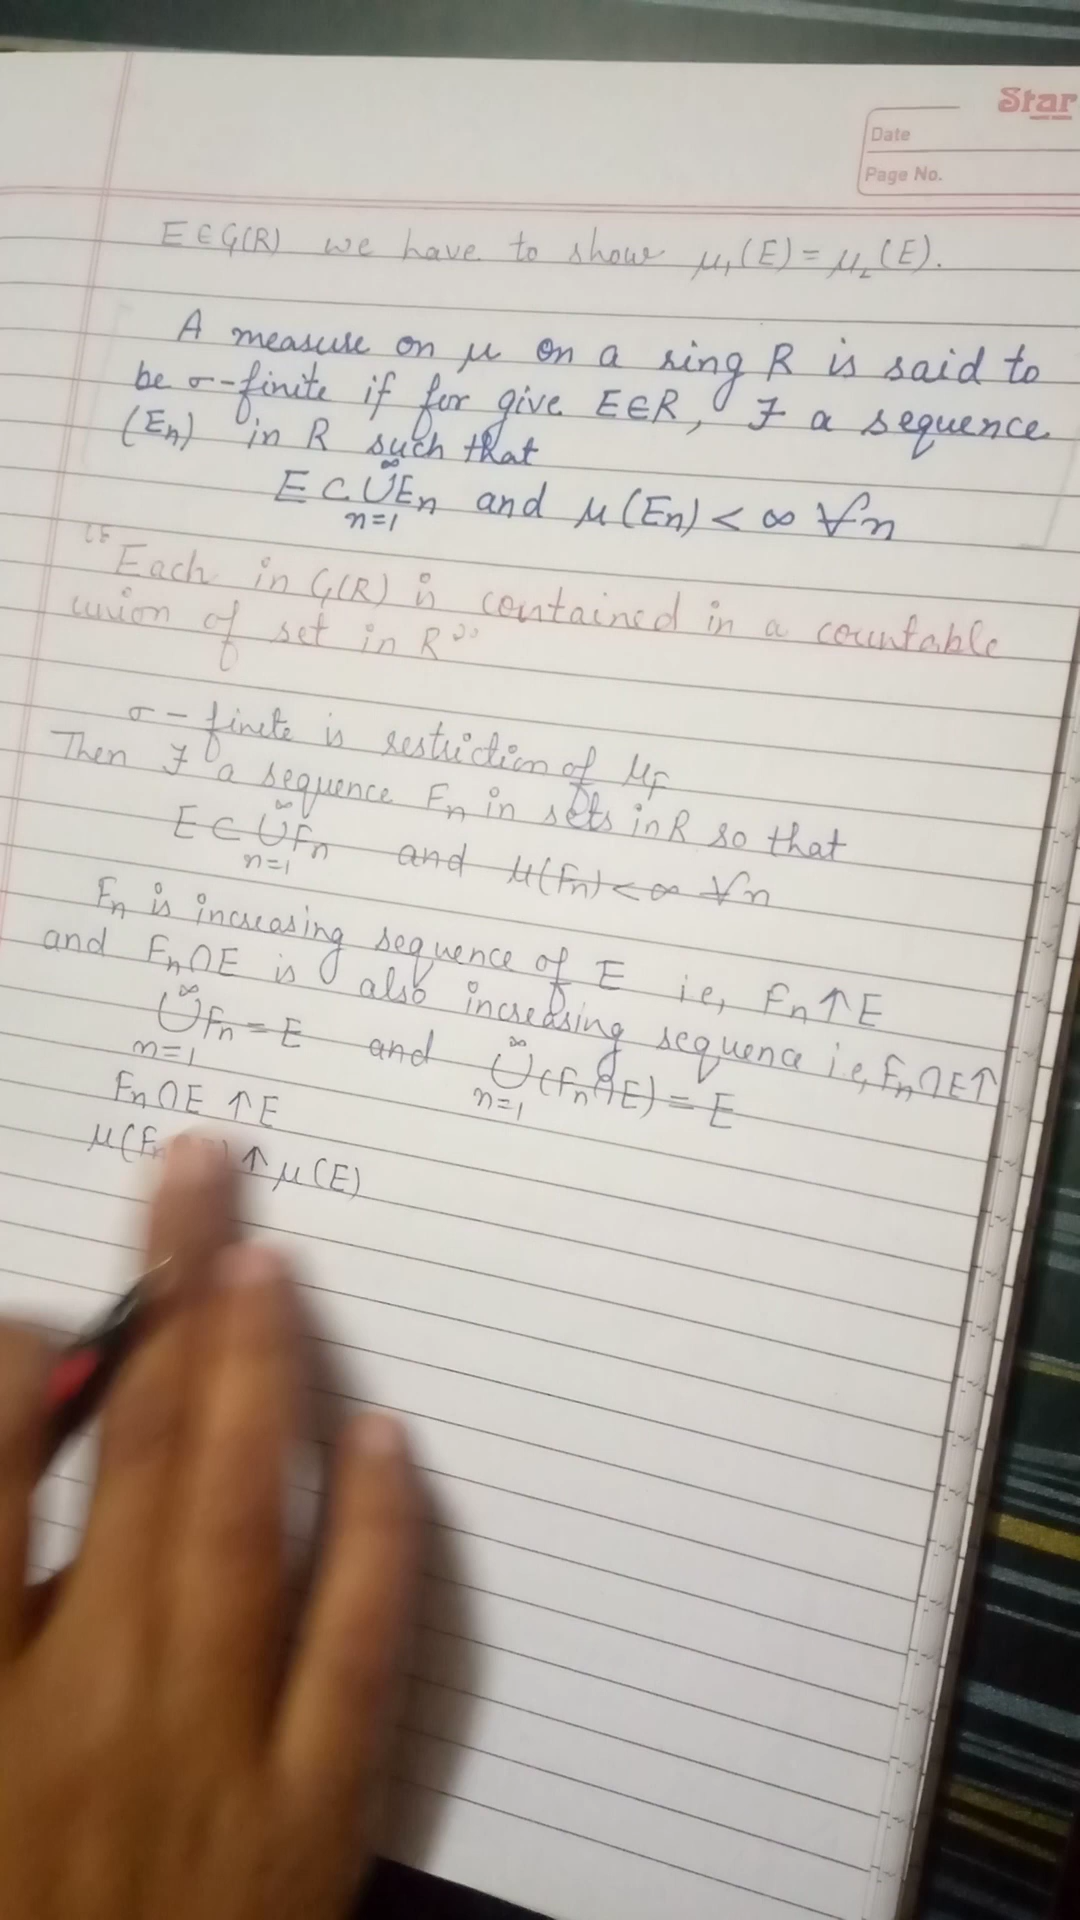 Star
Date
Page No.
E ∈ G(R) we have to show μ₁(E) = μ₂(E).
A measure on μ on a ring R is said to
be σ-finite if for give E∈R, ∃ a sequence
(En) in R such that
E ⊂ ∞∪n=1 En and μ(En) < ∞ ∀n
"Each in G(R) is contained in a countable
union of set in R"
σ-finite is restriction of μF
Then ∃ a sequence Fn in sets in R so that
E ⊂ ∞∪n=1 Fn and μ(Fn) < ∞ ∀n
Fn is increasing sequence of E i.e, Fn↑E
and Fn∩E is also increasing sequence i.e, Fn∩E↑
∞∪n=1 Fn = E and ∞∪n=1 (Fn∩E) = E
Fn∩E ↑E
μ(Fn ) ↑ μ(E)